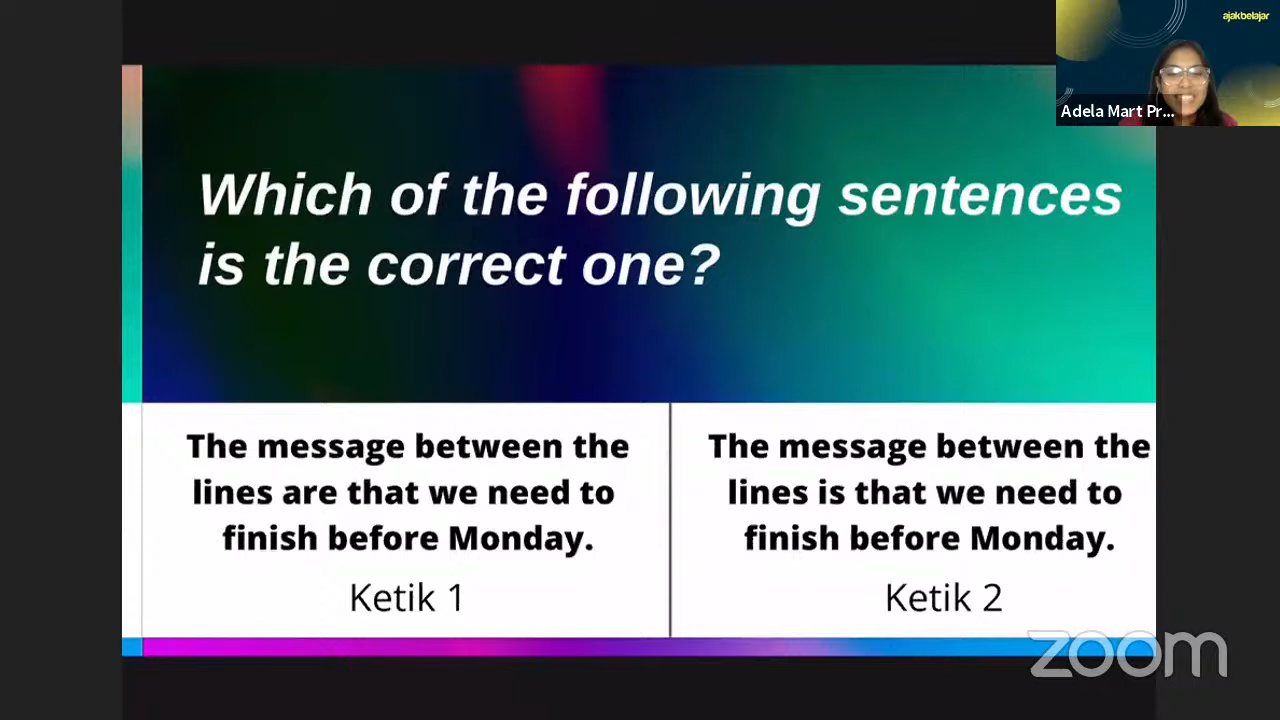 ajakbelajar
Adela Mart Pr...
Which of the following sentences
is the correct one?
The message between the
lines are that we need to
finish before Monday.
Ketik 1
The message between the
lines is that we need to
finish before Monday.
Ketik 2
zoom